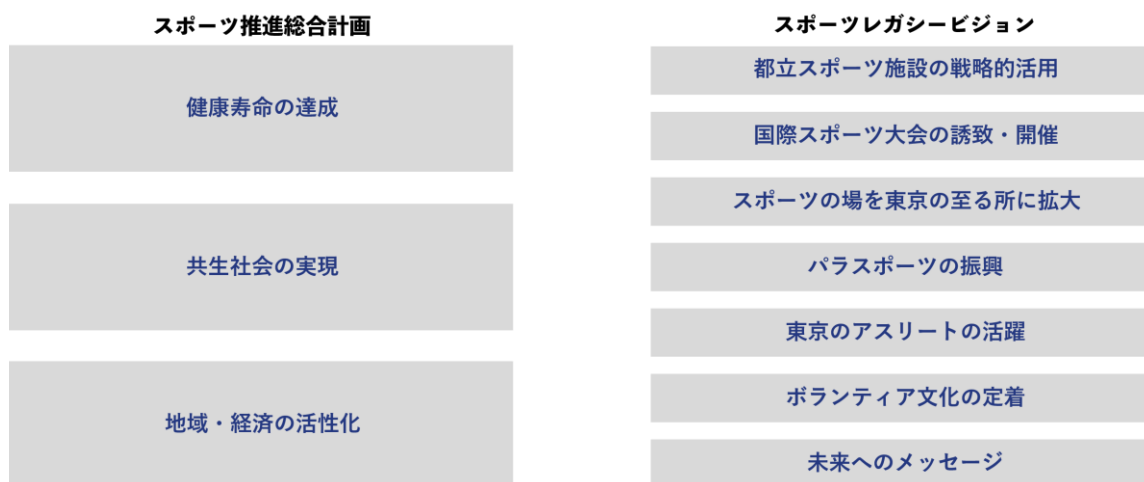 スポーツ推進総合計画
健康寿命の達成
共生社会の実現
地域・経済の活性化
スポーツレガシービジョン
都立スポーツ施設の戦略的活用
国際スポーツ大会の誘致・開催
スポーツの場を東京の至る所に拡大
パラスポーツの振興
東京のアスリートの活躍
ボランティア文化の定着
未来へのメッセージ